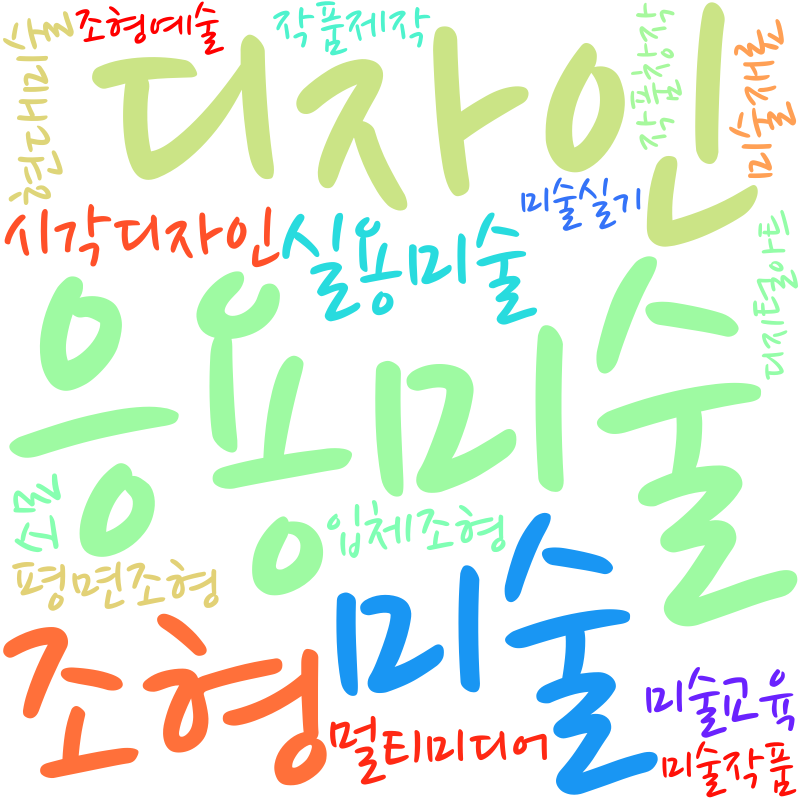 현대미술
조형예술
작품제작
디자인
작품창작
미술재료
시각디자인
실용미술
미술실기
디지털아트
응용미술
소묘
입체조형
평면조형
조형
미술
멀티미디어
미술교육
미술작품